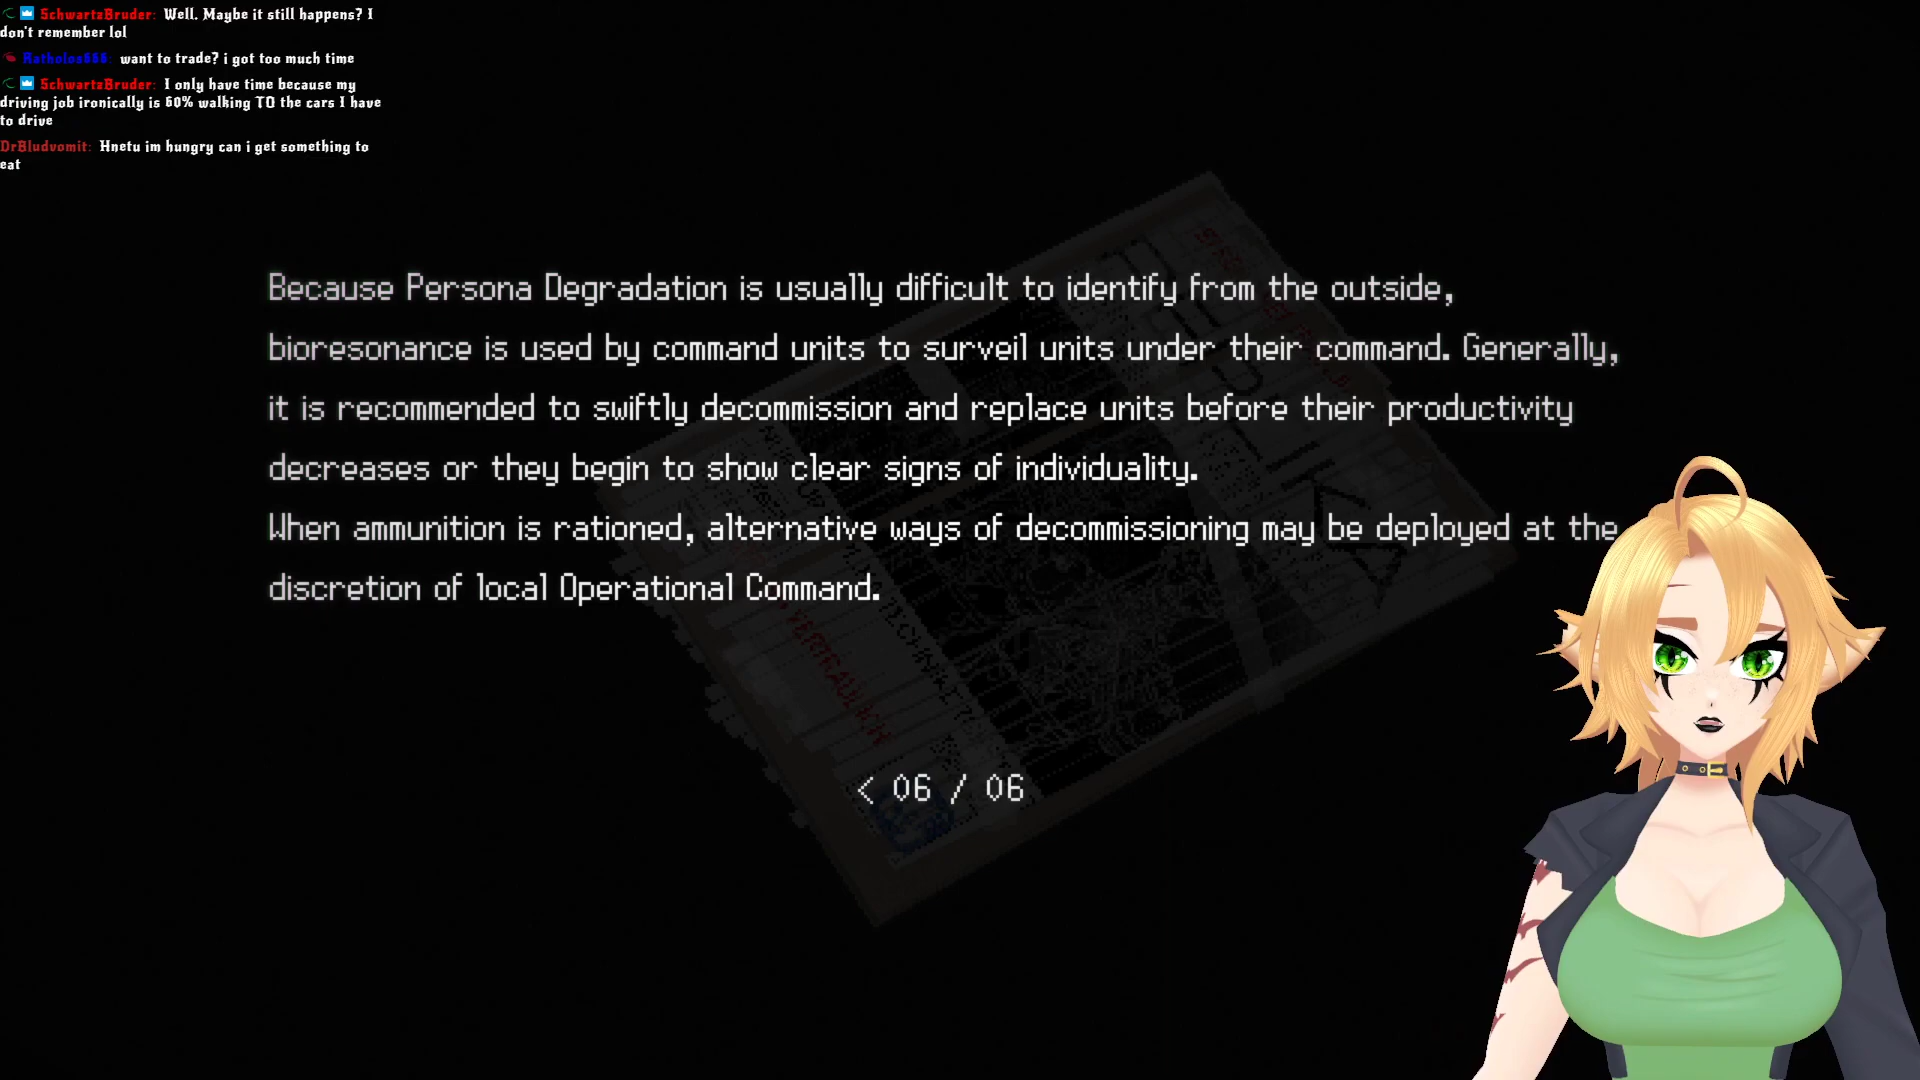 SchwartzBruder: Well. Maybe it still happens? I
don't remember lol
Ratholos666: want to trade? i got too much time
SchwartzBruder: I only have time because my
driving job ironically is 60% walking TO the cars I have
to drive
DrBludvomit: Hnetu im hungry can i get something to
eat
Because Persona Degradation is usually difficult to identify from the outside,
bioresonance is used by command units to surveil units under their command. Generally,
it is recommended to swiftly decommission and replace units before their productivity
decreases or they begin to show clear signs of individuality.
When ammunition is rationed, alternative ways of decommissioning may be deployed at the
discretion of local Operational Command.
VERTRAULICH
< 06 / 06